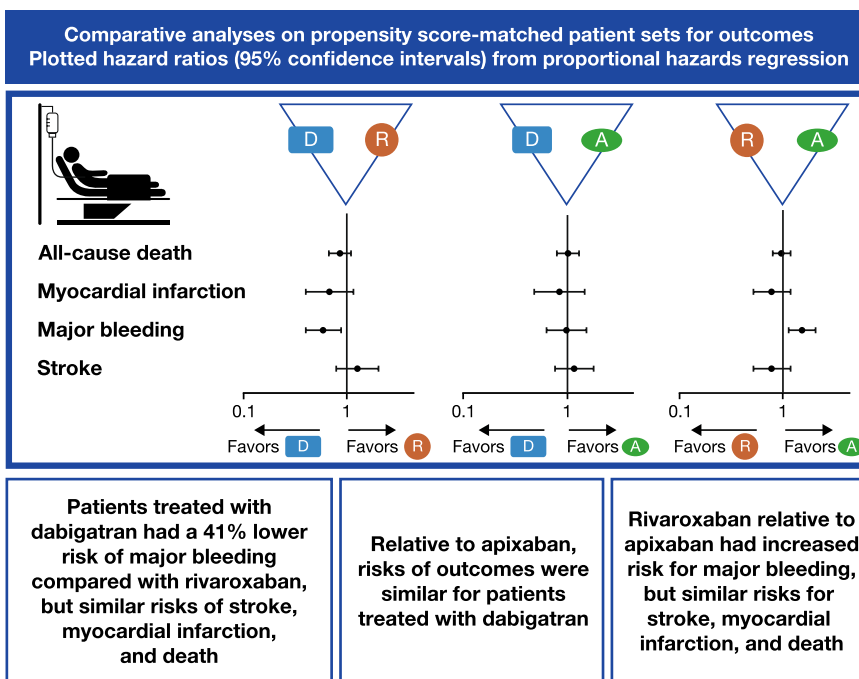 Comparative analyses on propensity score-matched patient sets for outcomes
Plotted hazard ratios (95% confidence intervals) from proportional hazards regression
D R D A R A
All-cause death
Myocardial infarction
Major bleeding
Stroke
0.1 1 0.1 1 0.1 1
Favors D Favors R Favors D Favors A Favors R Favors A
Patients treated with
dabigatran had a 41% lower
risk of major bleeding
compared with rivaroxaban,
but similar risks of stroke,
myocardial infarction,
and death
Relative to apixaban,
risks of outcomes were
similar for patients
treated with dabigatran
Rivaroxaban relative to
apixaban had increased
risk for major bleeding,
but similar risks for
stroke, myocardial
infarction, and death